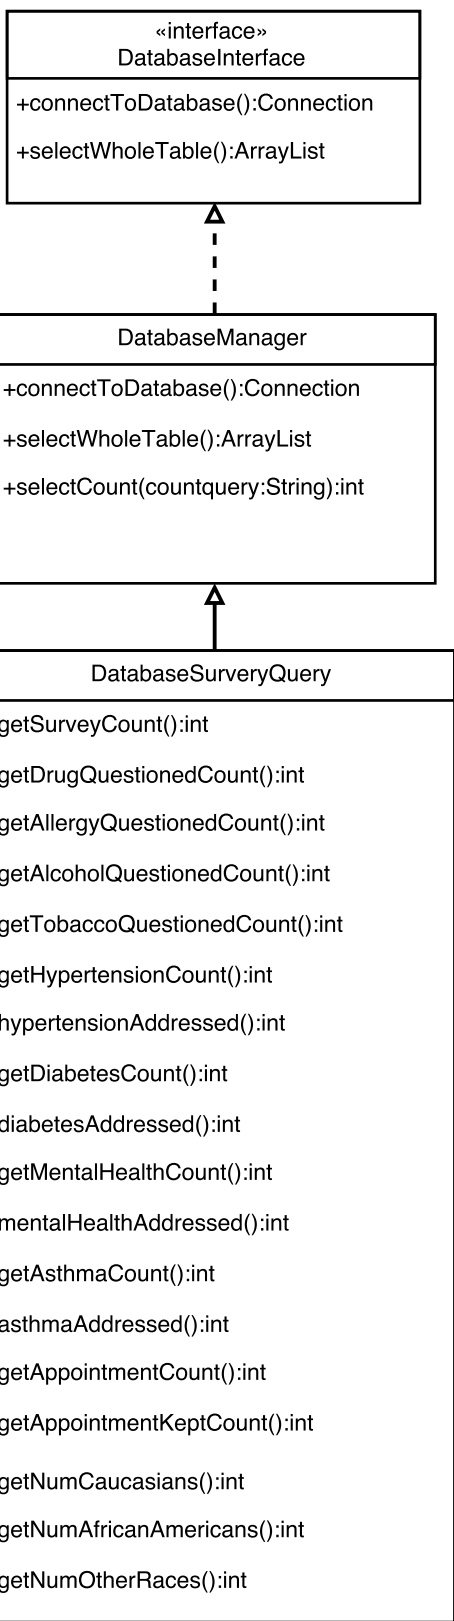 «interface»
DatabaseInterface
+connectToDatabase():Connection
+selectWholeTable():ArrayList
DatabaseManager
+connectToDatabase():Connection
+selectWholeTable():ArrayList
+selectCount(countquery:String):int
DatabaseSurveryQuery
getSurveyCount():int
getDrugQuestionedCount():int
getAllergyQuestionedCount():int
getAlcoholQuestionedCount():int
getTobaccoQuestionedCount():int
getHypertensionCount():int
hypertensionAddressed():int
getDiabetesCount():int
diabetesAddressed():int
getMentalHealthCount():int
mentalHealthAddressed():int
getAsthmaCount():int
asthmaAddressed():int
getAppointmentCount():int
getAppointmentKeptCount():int
getNumCaucasians():int
getNumAfricanAmericans():int
getNumOtherRaces():int